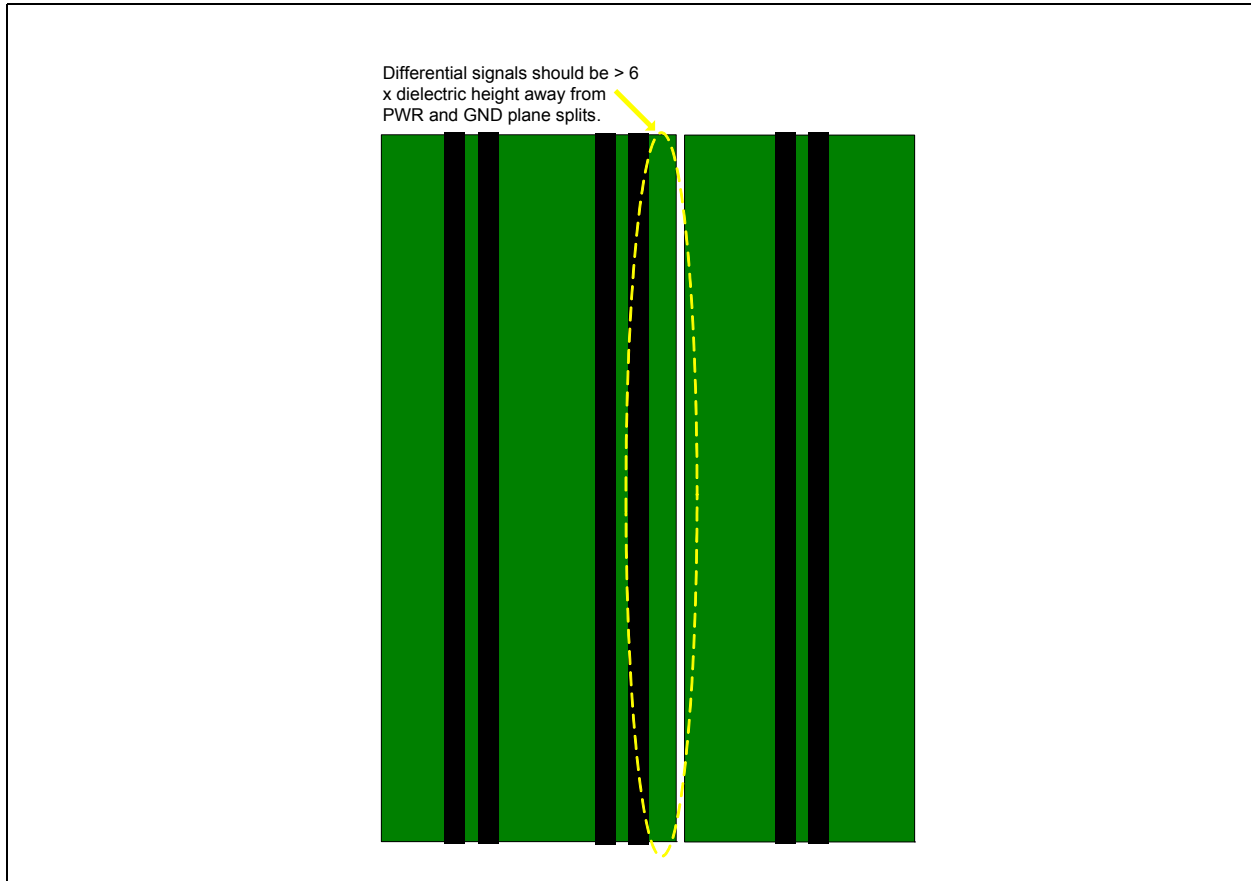 Differential signals should be > 6
x dielectric height away from
PWR and GND plane splits.